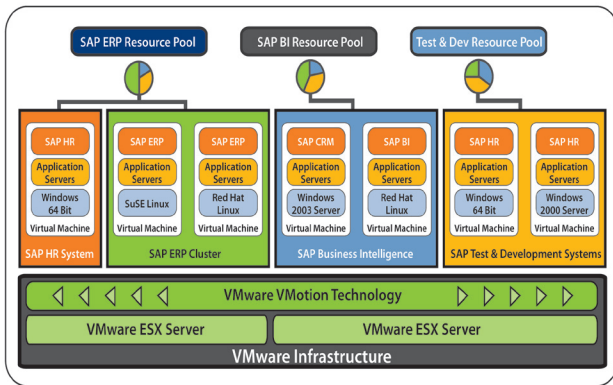 SAP ERP Resource Pool
SAP BI Resource Pool
Test & Dev Resource Pool
SAP HR
Application
Servers
Windows
64 Bit
Virtual Machine
SAP HR System
SAP ERP
Application
Servers
SuSE Linux
Virtual Machine
SAP ERP
Application
Servers
Red Hat
Linux
Virtual Machine
SAP ERP Cluster
SAP CRM
Application
Servers
Windows
2003 Server
Virtual Machine
SAP BI
Application
Servers
Red Hat
Linux
Virtual Machine
SAP Business Intelligence
SAP HR
Application
Servers
Windows
64 Bit
Virtual Machine
SAP HR
Application
Servers
Windows
2000 Server
Virtual Machine
SAP Test & Development Systems
VMware VMotion Technology
VMware ESX Server
VMware ESX Server
VMware Infrastructure